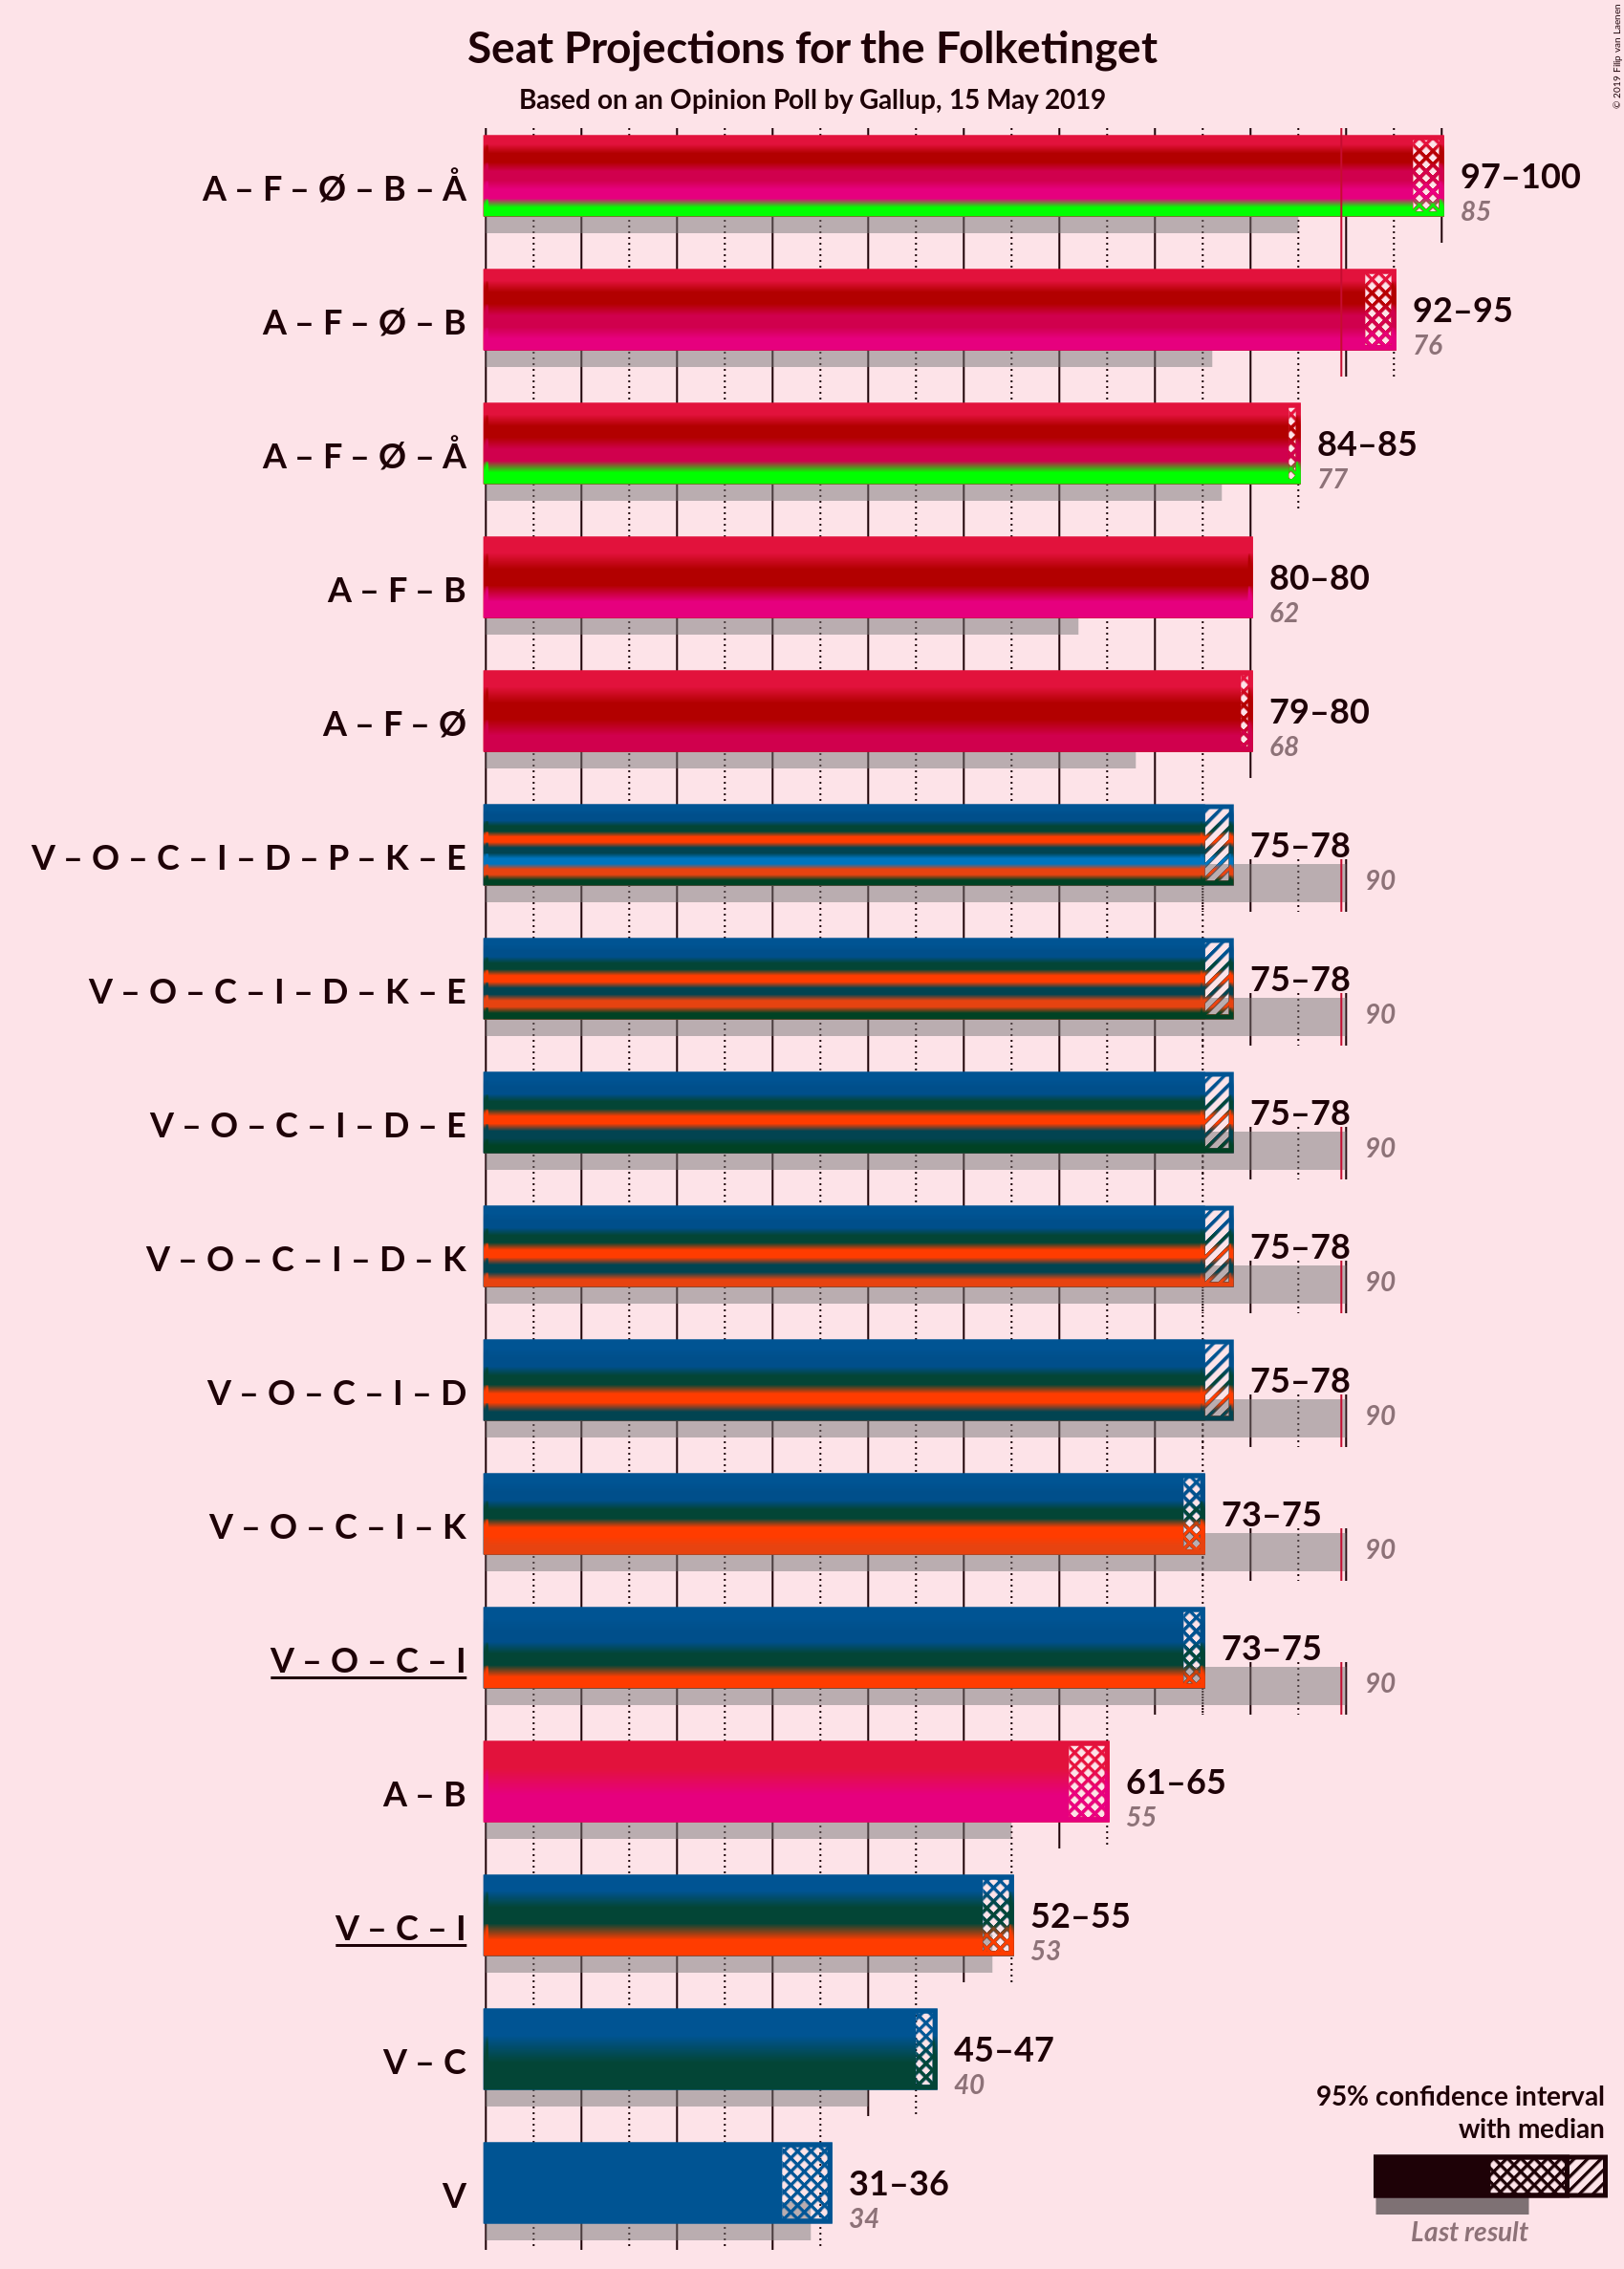 Seat Projections for the Folketinget
Based on an Opinion Poll by Gallup, 15 May 2019
© 2019 Filip van Laenen
A – F – Ø – B – Å
97–100
85
A – F – Ø – B
92–95
76
A – F – Ø – Å
84–85
77
A – F – B
80–80
62
A – F – Ø
79–80
68
V – O – C – I – D – P – K – E
75–78
90
V – O – C – I – D – K – E
75–78
90
V – O – C – I – D – E
75–78
90
V – O – C – I – D – K
75–78
90
V – O – C – I – D
75–78
90
V – O – C – I – K
73–75
90
V – O – C – I
73–75
90
A – B
61–65
55
V – C – I
52–55
53
V – C
45–47
40
V
31–36
34
95% confidence interval
with median
Last result